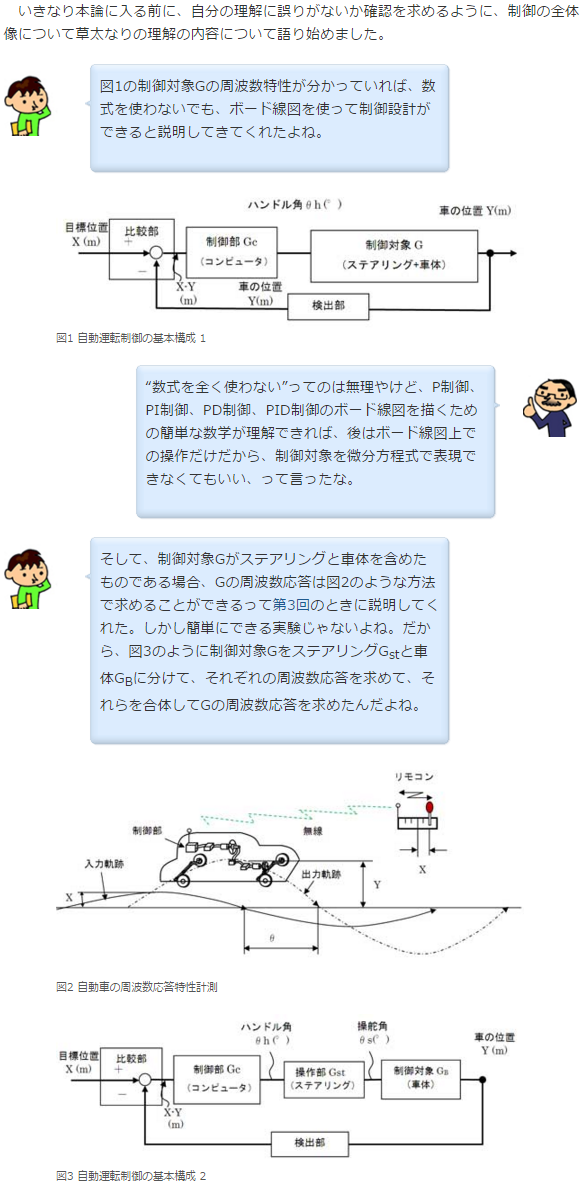 いきなり本論に入る前に、自分の理解に誤りがないか確認を求めるように、制御の全体
像について草太なりの理解の内容について語り始めました。
図1の制御対象Gの周波数特性が分かっていれば、数
式を使わないでも、ボード線図を使って制御設計が
できると説明してきてくれたよね。
ハンドル角θh(°)
車の位置 Y(m)
目標位置
X (m)
比較部
+
−
制御部 Gc
(コンピュータ)
制御対象 G
(ステアリング+車体)
X-Y
(m)
車の位置
Y(m)
検出部
図1 自動運転制御の基本構成 1
“数式を全く使わない”ってのは無理やけど、P制御、
PI制御、PD制御、PID制御のボード線図を描くため
の簡単な数学が理解できれば、後はボード線図上で
の操作だけだから、制御対象を微分方程式で表現で
きなくてもいい、って言ったな。
そして、制御対象Gがステアリングと車体を含めた
ものである場合、Gの周波数応答は図2のような方法
で求めることができるって第3回のときに説明してく
れた。しかし簡単にできる実験じゃないよね。だか
ら、図3のように制御対象GをステアリングGstと車
体GBに分けて、それぞれの周波数応答を求めて、そ
れらを合体してGの周波数応答を求めたんだよね。
リモコン
制御部
無線
入力軌跡
出力軌跡
X
Y
X
θ
図2 自動車の周波数応答特性計測
ハンドル角
θh(°)
操舵角
θs(°)
車の位置
Y (m)
目標位置
X (m)
比較部
+
−
制御部 Gc
(コンピュータ)
操作部 Gst
(ステアリング)
制御対象 GB
(車体)
X-Y
(m)
検出部
図3 自動運転制御の基本構成 2